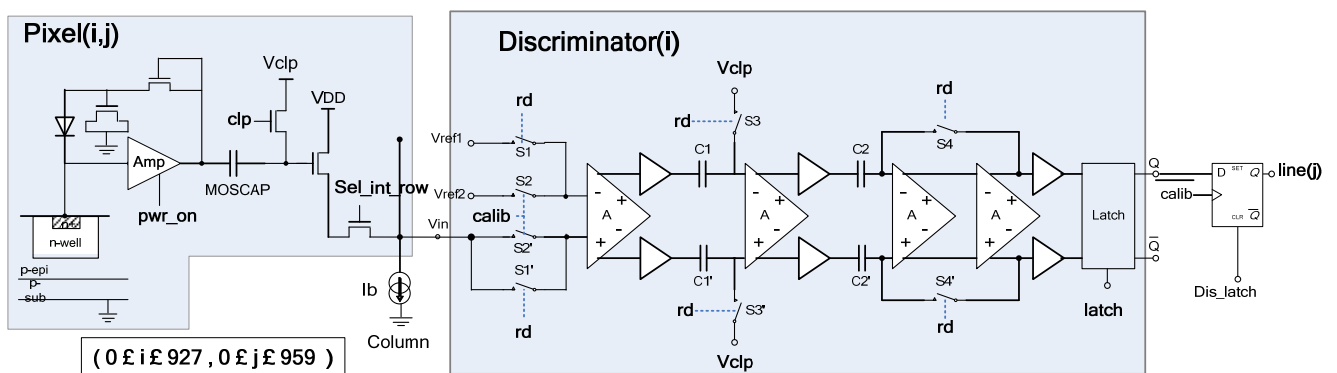 Pixel(i,j)
Vclp
VDD
clp
Amp
MOSCAP
pwr_on
Sel_int_row
n-well
p-epi
p-
sub
Ib
Column
( 0 £ i £ 927 , 0 £ j £ 959 )
Discriminator(i)
Vref1
rd
S1
Vref2
S2
calib
Vin
S2'
S1'
rd
A
C1
C1'
Vclp
rd
S3
rd
S3'
Vclp
A
C2
C2'
rd
S4
A
A
S4'
rd
Latch
latch
Q
Q
calib
D
SET
Q
CLR
Q
line(j)
Dis_latch